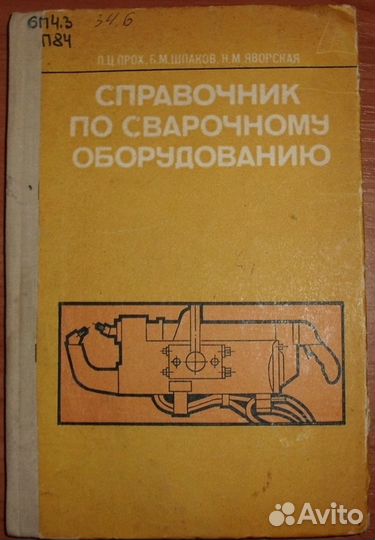 6П4.3 34,6
П84
Л.Ц.ПРОХ, Б.М.ШПАКОВ, Н.М.ЯВОРСКАЯ
СПРАВОЧНИК
ПО СВАРОЧНОМУ
ОБОРУДОВАНИЮ
Avito